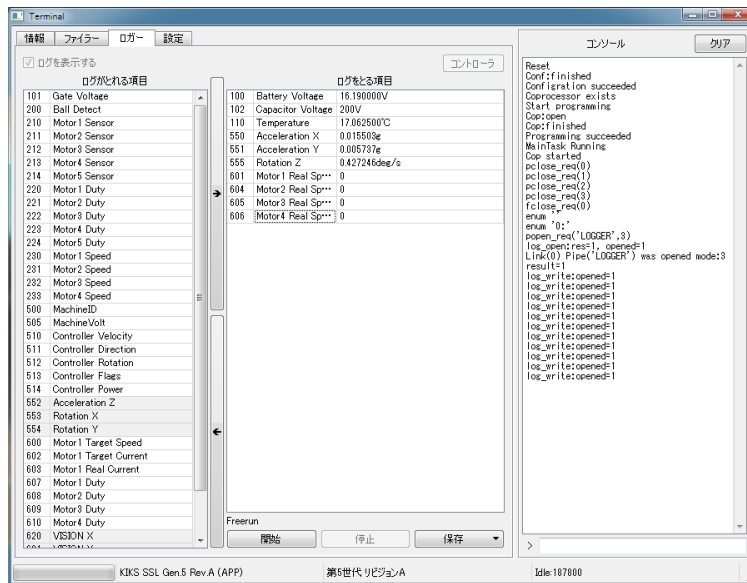 Terminal
情報 ファイラー ロガー 設定
ログを表示する
コントローラ
ログがとれる項目
101 Gate Voltage
200 Ball Detect
210 Motor1 Sensor
211 Motor2 Sensor
212 Motor3 Sensor
213 Motor4 Sensor
214 Motor5 Sensor
220 Motor1 Duty
221 Motor2 Duty
222 Motor3 Duty
223 Motor4 Duty
224 Motor5 Duty
230 Motor1 Speed
231 Motor2 Speed
232 Motor3 Speed
233 Motor4 Speed
500 MachineID
505 MachineVolt
510 Controller Velocity
511 Controller Direction
512 Controller Rotation
513 Controller Flags
514 Controller Power
552 Acceleration Z
553 Rotation X
554 Rotation Y
600 Motor1 Target Speed
602 Motor1 Target Current
603 Motor1 Real Current
607 Motor1 Duty
608 Motor2 Duty
609 Motor3 Duty
610 Motor4 Duty
620 VISION X
ログをとる項目
100 Battery Voltage 16.190000V
102 Capacitor Voltage 200V
110 Temperature 17.062500℃
550 Acceleration X 0.015503g
551 Acceleration Y 0.005737g
555 Rotation Z 0.427246deg/s
601 Motor1 Real Sp… 0
604 Motor2 Real Sp… 0
605 Motor3 Real Sp… 0
606 Motor4 Real Sp… 0
Freerun
開始 停止 保存
コンソール クリア
Reset
Conf:finished
Configration succeeded
Coprocessor exists
Start programming
Cop:open
Cop:finished
Programming succeeded
MainTask Running
Cop started
pclose_req(0)
pclose_req(1)
pclose_req(2)
pclose_req(3)
fclose_req(0)
enum ''
enum '0:'
popen_req('LOGGER',3)
log_open:res=1, opened=1
Link(0) Pipe('LOGGER') was opened mode:3
result=1
log_write:opened=1
log_write:opened=1
log_write:opened=1
log_write:opened=1
log_write:opened=1
log_write:opened=1
log_write:opened=1
log_write:opened=1
log_write:opened=1
log_write:opened=1
log_write:opened=1
>
KIKS SSL Gen.5 Rev.A (APP) 第5世代 リビジョンA Idle:187800